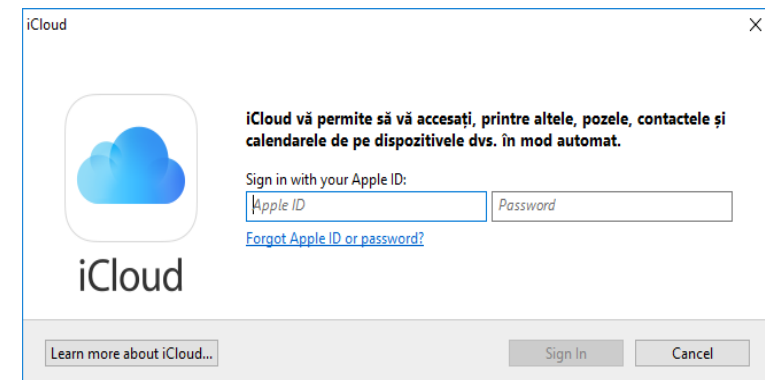 iCloud
iCloud vă permite să vă accesați, printre altele, pozele, contactele și
calendarele de pe dispozitivele dvs. în mod automat.
Sign in with your Apple ID:
Apple ID
Password
Forgot Apple ID or password?
iCloud
Learn more about iCloud...
Sign In
Cancel